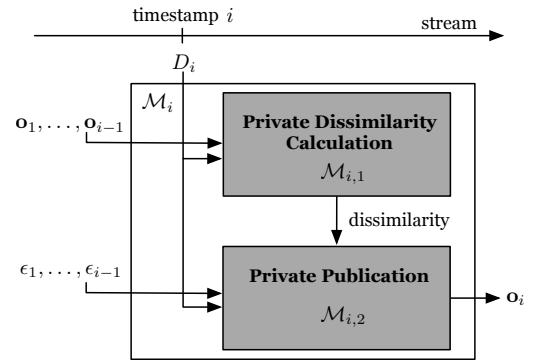 timestamp i
stream
D_i
M_i
o_1, . . . , o_{i−1}
Private Dissimilarity
Calculation
M_{i,1}
dissimilarity
ϵ_1, . . . , ϵ_{i−1}
Private Publication
M_{i,2}
o_i